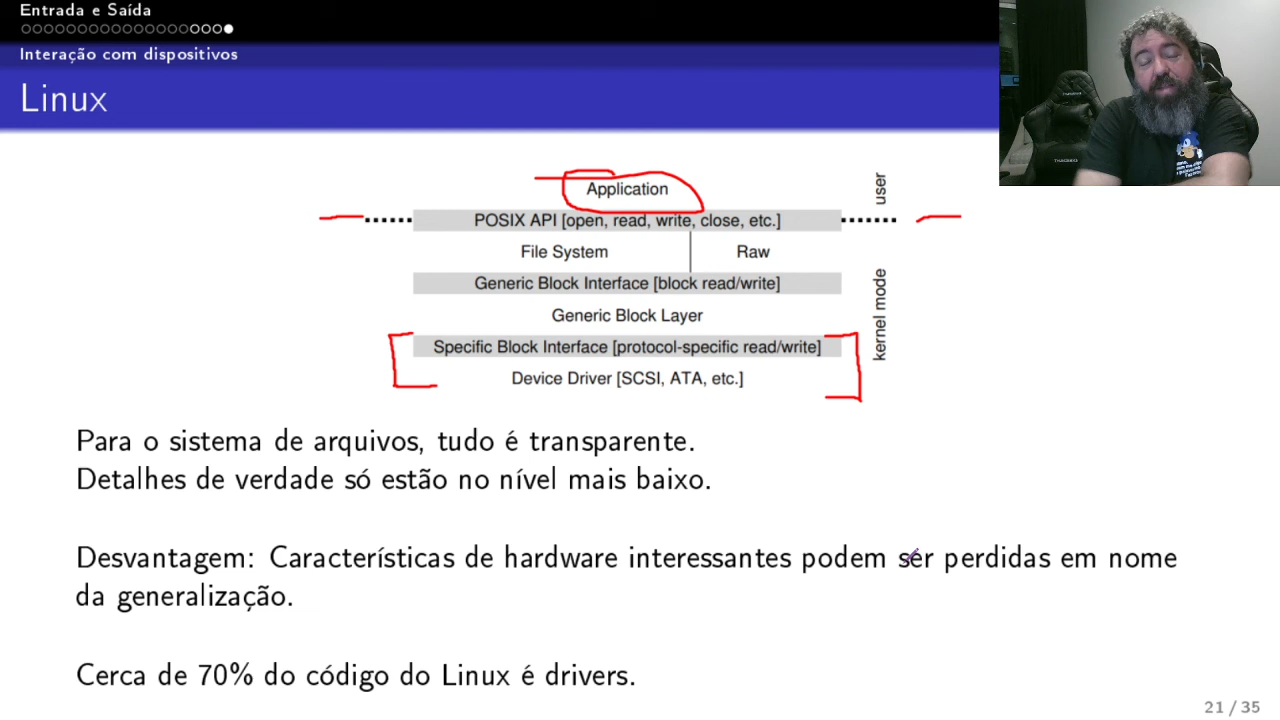 Entrada e Saída
Interação com dispositivos
Linux
Application
user
POSIX API [open, read, write, close, etc.]
File System
Raw
Generic Block Interface [block read/write]
Generic Block Layer
kernel mode
Specific Block Interface [protocol-specific read/write]
Device Driver [SCSI, ATA, etc.]
Para o sistema de arquivos, tudo é transparente.
Detalhes de verdade só estão no nível mais baixo.
Desvantagem: Características de hardware interessantes podem ser perdidas em nome
da generalização.
Cerca de 70% do código do Linux é drivers.
21 / 35